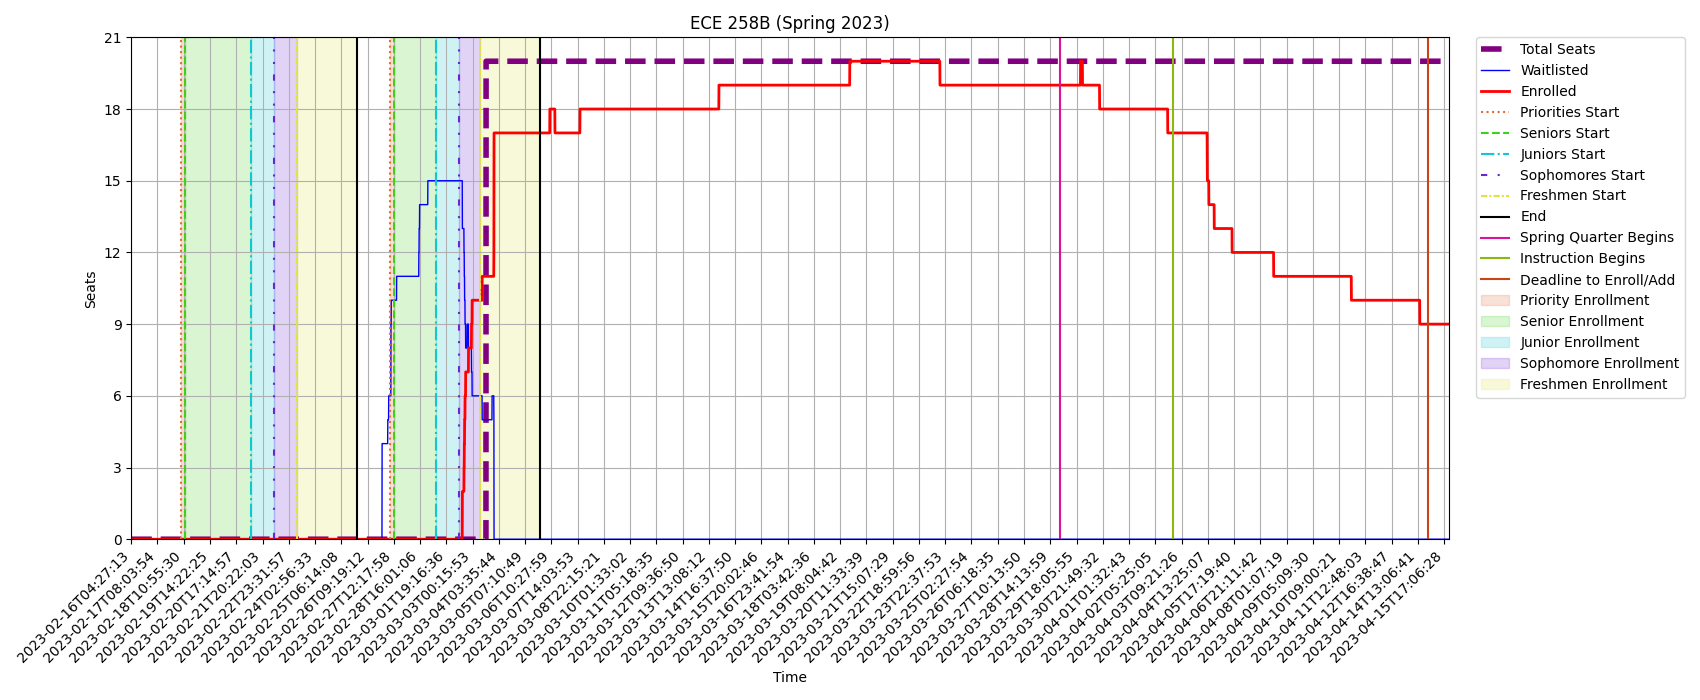 ECE 258B (Spring 2023)
Seats
21
18
15
12
9
6
3
0
2023-02-16T04:27:13
2023-02-17T08:03:54
2023-02-18T10:55:30
2023-02-19T14:22:25
2023-02-20T17:14:57
2023-02-21T20:22:03
2023-02-22T23:31:57
2023-02-24T02:56:33
2023-02-25T06:14:08
2023-02-26T09:19:12
2023-02-27T12:17:58
2023-02-28T16:01:06
2023-03-01T19:16:36
2023-03-03T00:15:53
2023-03-04T03:35:44
2023-03-05T07:10:49
2023-03-06T10:27:59
2023-03-07T14:03:53
2023-03-08T22:15:21
2023-03-10T01:33:02
2023-03-11T05:18:35
2023-03-12T09:36:50
2023-03-13T13:08:12
2023-03-14T16:37:50
2023-03-15T20:02:46
2023-03-16T23:41:54
2023-03-18T03:42:36
2023-03-19T08:04:42
2023-03-20T11:33:39
2023-03-21T15:07:29
2023-03-22T18:59:56
2023-03-23T22:37:53
2023-03-25T02:27:54
2023-03-26T06:18:35
2023-03-27T10:13:50
2023-03-28T14:13:59
2023-03-29T18:05:55
2023-03-30T21:49:32
2023-04-01T01:32:43
2023-04-02T05:25:05
2023-04-03T09:21:26
2023-04-04T13:25:07
2023-04-05T17:19:40
2023-04-06T21:11:42
2023-04-08T01:07:19
2023-04-09T05:09:30
2023-04-10T09:00:21
2023-04-11T12:48:03
2023-04-12T16:38:47
2023-04-14T13:06:41
2023-04-15T17:06:28
Time
Total Seats
Waitlisted
Enrolled
Priorities Start
Seniors Start
Juniors Start
Sophomores Start
Freshmen Start
End
Spring Quarter Begins
Instruction Begins
Deadline to Enroll/Add
Priority Enrollment
Senior Enrollment
Junior Enrollment
Sophomore Enrollment
Freshmen Enrollment